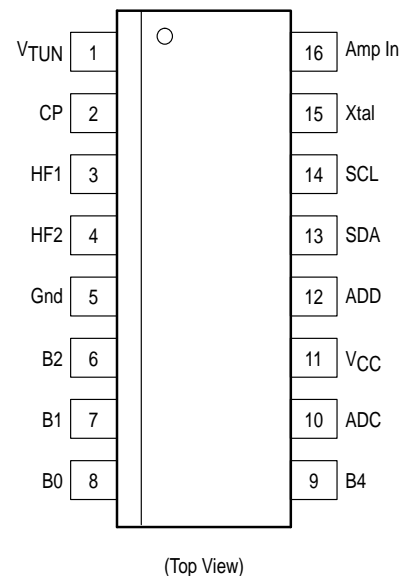 VTUN 1 16 Amp In
CP 2 15 Xtal
HF1 3 14 SCL
HF2 4 13 SDA
Gnd 5 12 ADD
B2 6 11 VCC
B1 7 10 ADC
B0 8 9 B4
(Top View)